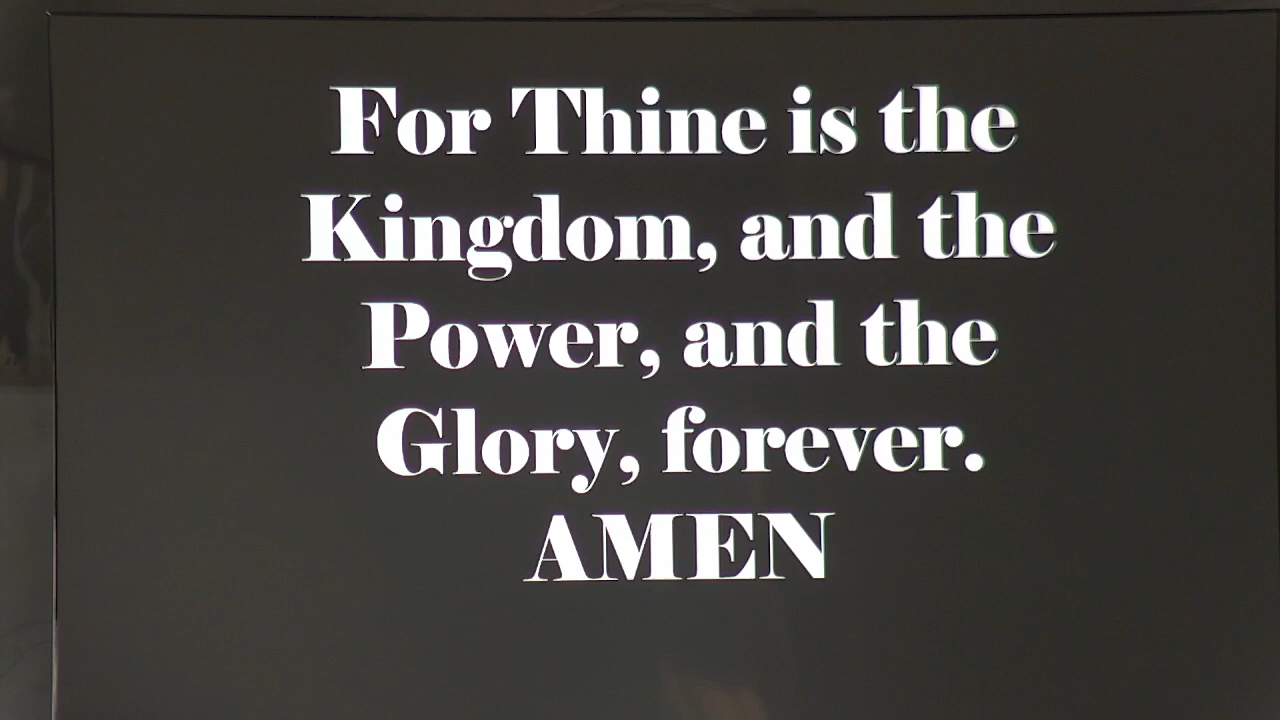 For Thine is the
Kingdom, and the
Power, and the
Glory, forever.
AMEN